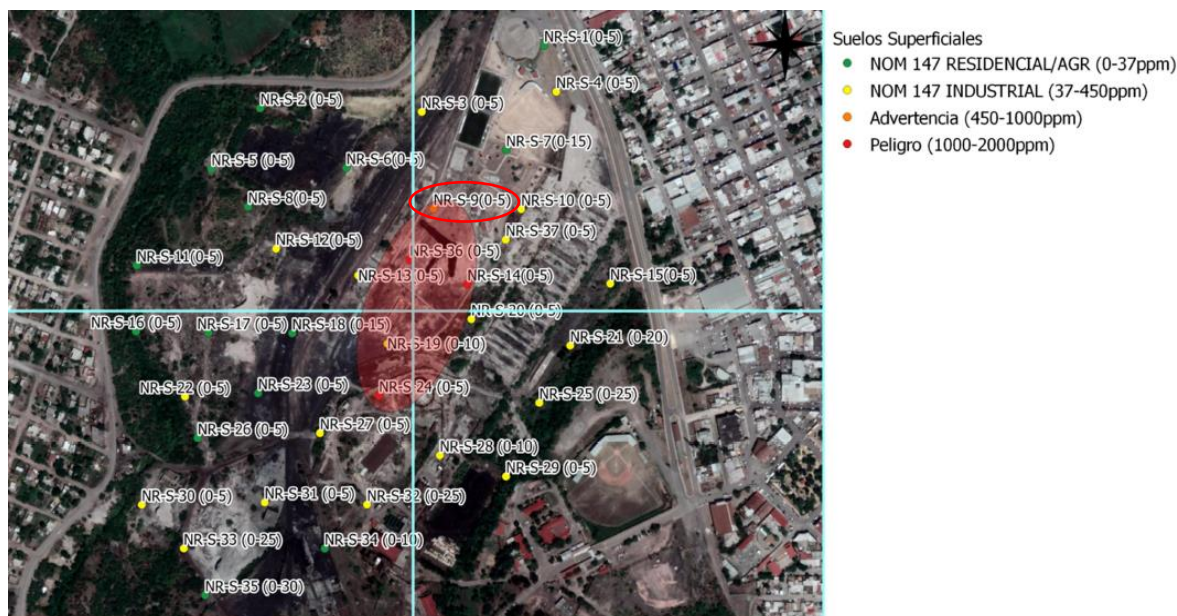 NR-S-1(0-5)
NR-S-4 (0-5)
NR-S-2 (0-5)
NR-S-3 (0-5)
NR-S-7(0-15)
NR-S-5 (0-5)
NR-S-6(0-5)
NR-S-8(0-5)
NR-S-9(0-5)
NR-S-10 (0-5)
NR-S-37 (0-5)
NR-S-12(0-5)
NR-S-36 (0-5)
NR-S-11(0-5)
NR-S-13(0-5)
NR-S-14(0-5)
NR-S-15(0-5)
NR-S-20 (0-5)
NR-S-16 (0-5)
NR-S-17 (0-5)
NR-S-18 (0-15)
NR-S-19 (0-10)
NR-S-21 (0-20)
NR-S-22 (0-5)
NR-S-23 (0-5)
NR-S-24 (0-5)
NR-S-25 (0-25)
NR-S-26 (0-5)
NR-S-27 (0-5)
NR-S-28 (0-10)
NR-S-29 (0-5)
NR-S-30 (0-5)
NR-S-31 (0-5)
NR-S-32 (0-25)
NR-S-33 (0-25)
NR-S-34 (0-10)
NR-S-35 (0-30)
Suelos Superficiales
NOM 147 RESIDENCIAL/AGR (0-37ppm)
NOM 147 INDUSTRIAL (37-450ppm)
Advertencia (450-1000ppm)
Peligro (1000-2000ppm)